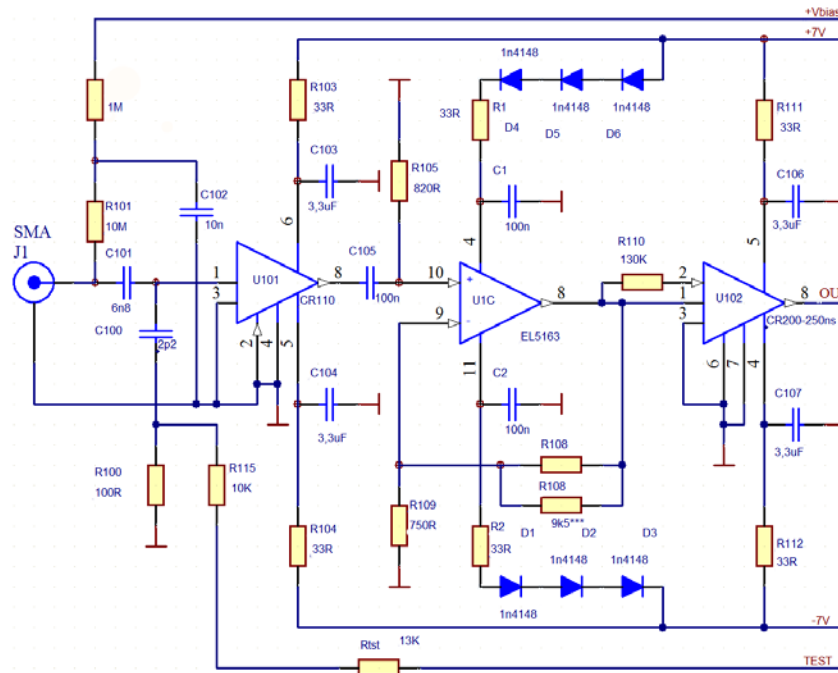 +Vbias
+7V
1n4148
1n4148
1n4148
D4
D5
D6
1M
R103
33R
33R
R1
R111
33R
C103
3,3uF
R105
820R
C1
100n
C106
3,3uF
R101
10M
C102
10n
SMA
J1
C101
6n8
C100
2p2
1
3
2
4
5
6
8
U101
CR110
C105
100n
10
9
4
11
8
+
-
U1C
EL5163
R110
130K
2
1
3
6
7
4
5
8
U102
CR200-250ns
OU
C104
3,3uF
C2
100n
C107
3,3uF
R100
100R
R115
10K
R108
R108
9k5***
R109
750R
R104
33R
R2
33R
D1
D2
D3
1n4148
1n4148
1n4148
R112
33R
-7V
Rtst
13K
TEST